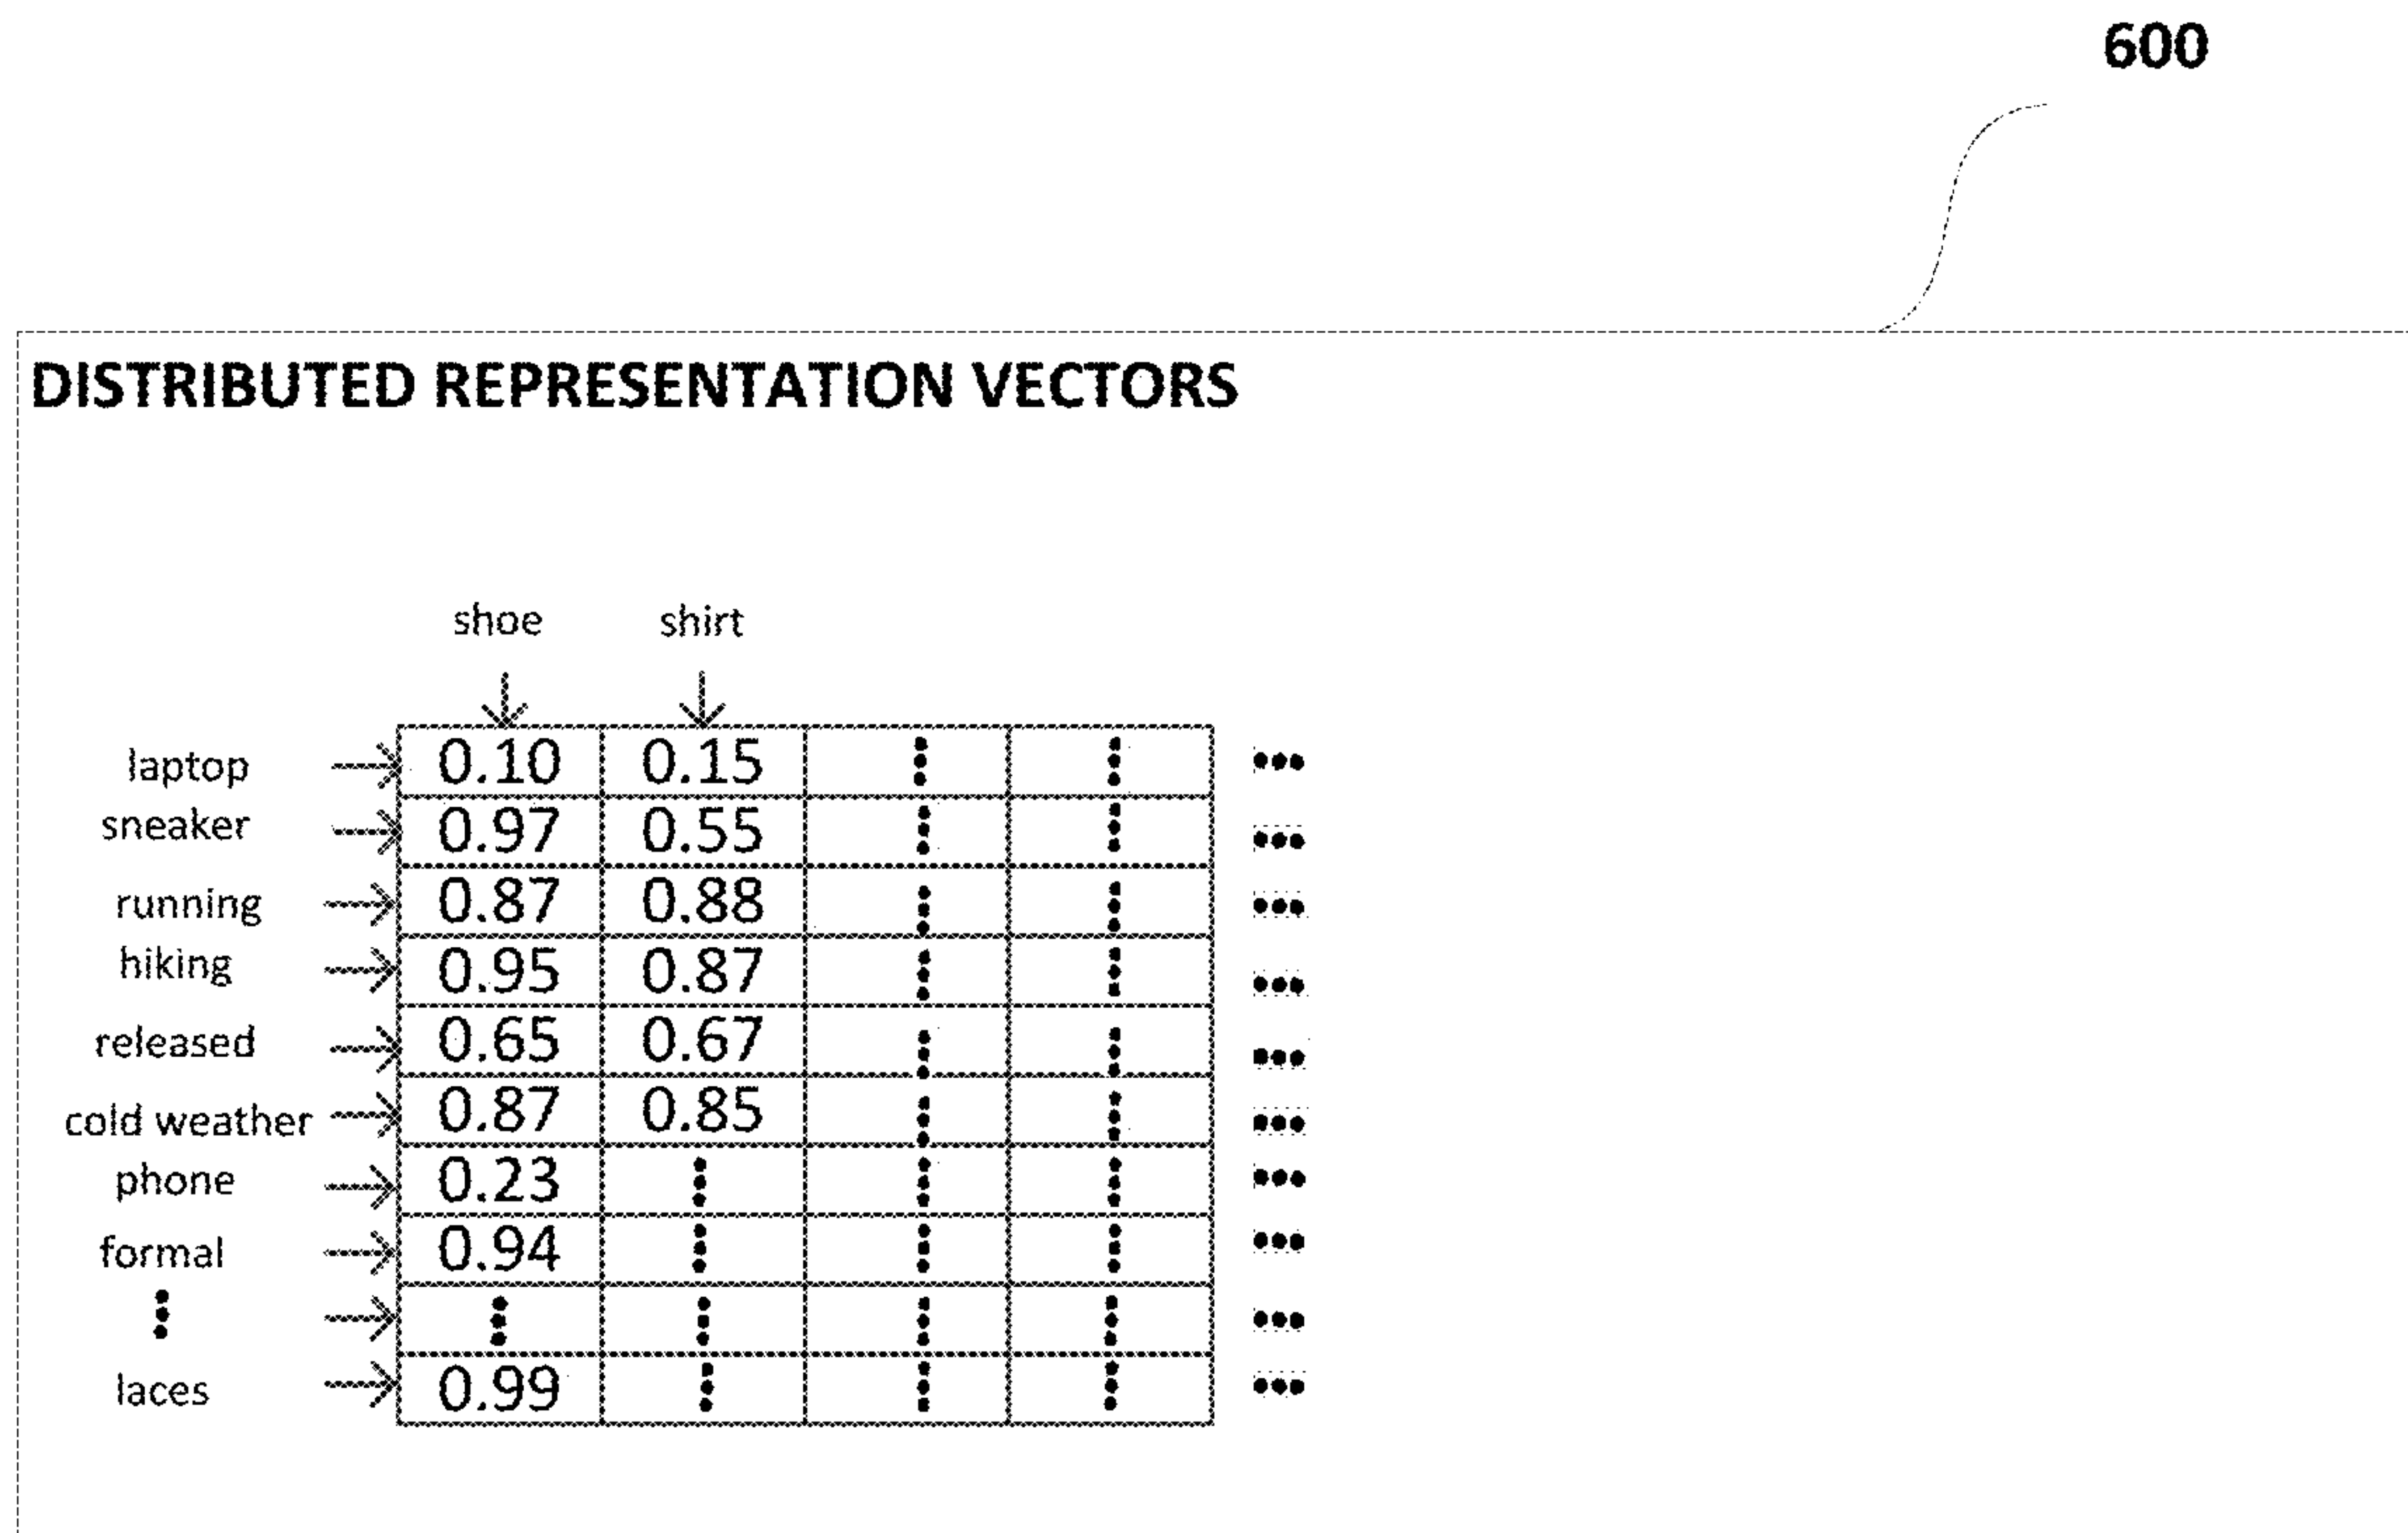 600
DISTRIBUTED REPRESENTATION VECTORS
shoe shirt
laptop 0.10 0.15
sneaker 0.97 0.55
running 0.87 0.88
hiking 0.95 0.87
released 0.65 0.67
cold weather 0.87 0.85
phone 0.23
formal 0.94
laces 0.99